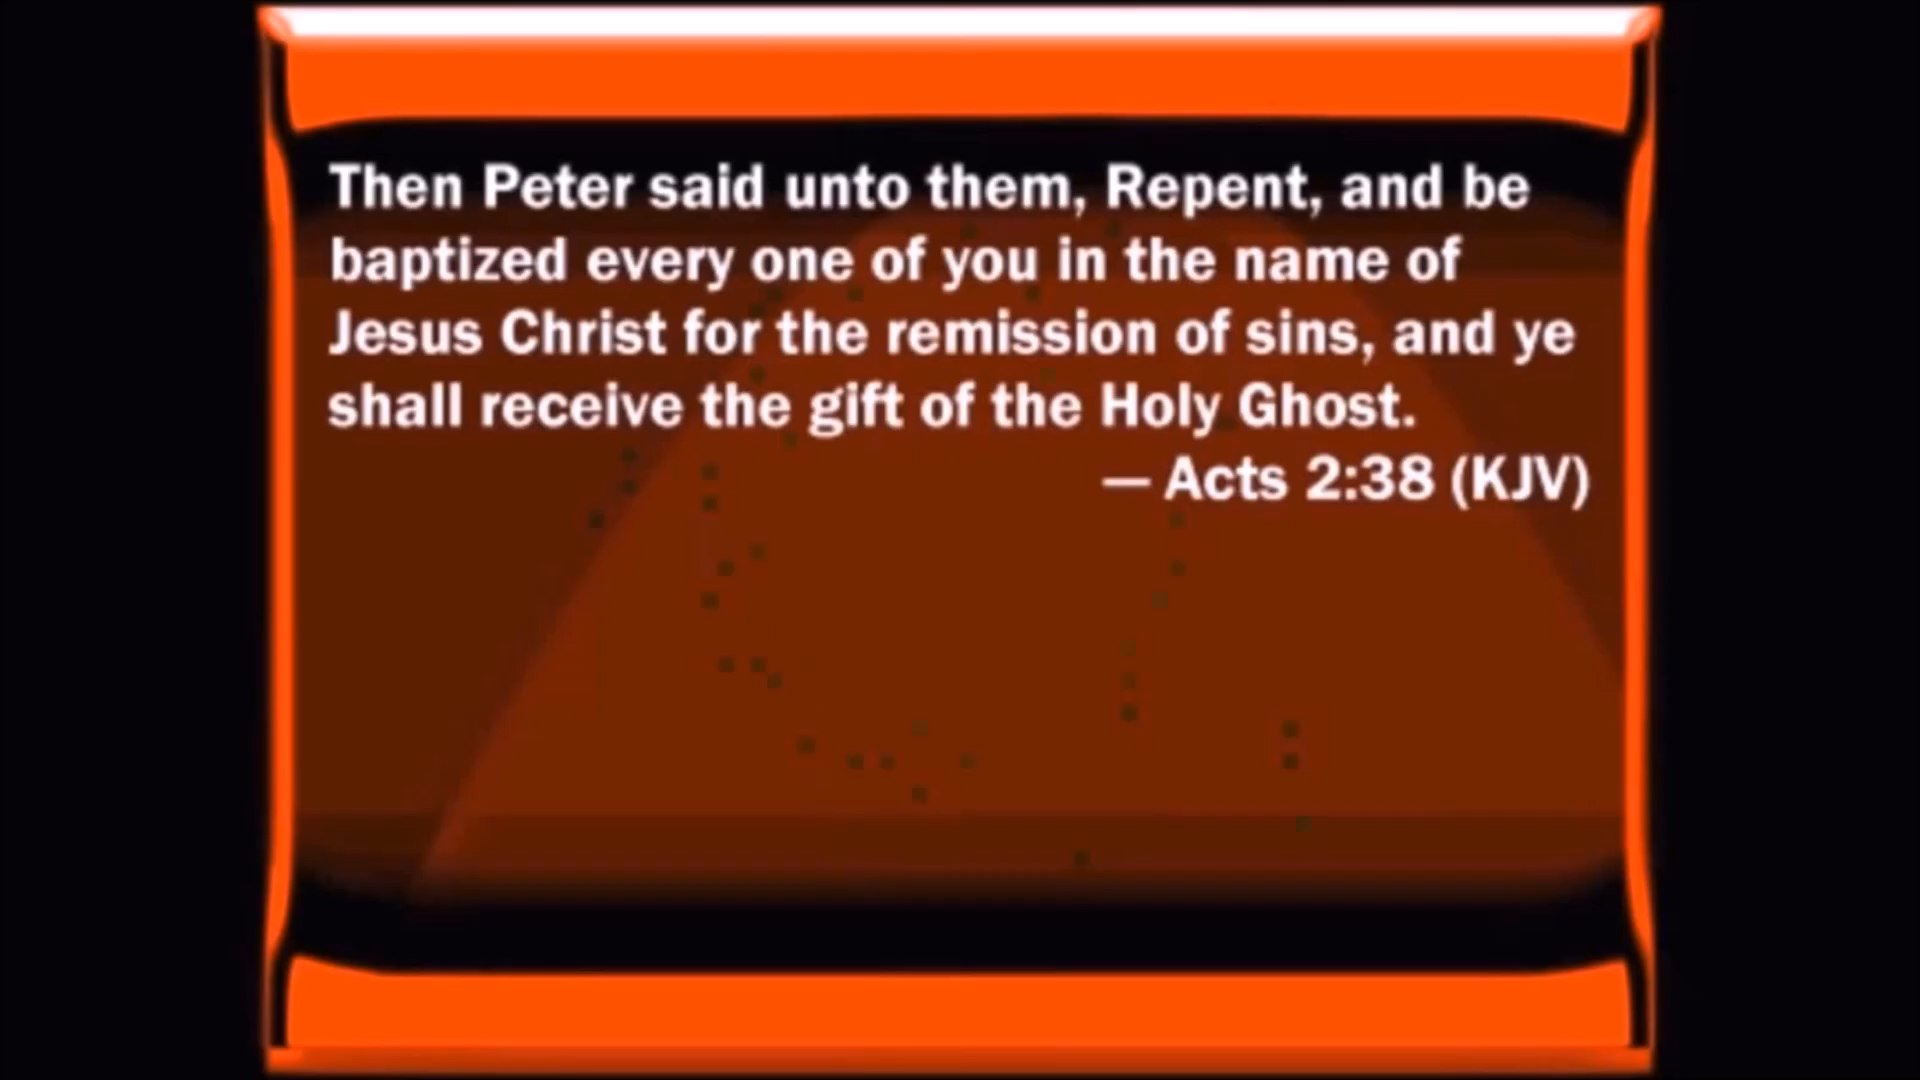 Then Peter said unto them, Repent, and be
baptized every one of you in the name of
Jesus Christ for the remission of sins, and ye
shall receive the gift of the Holy Ghost.
— Acts 2:38 (KJV)